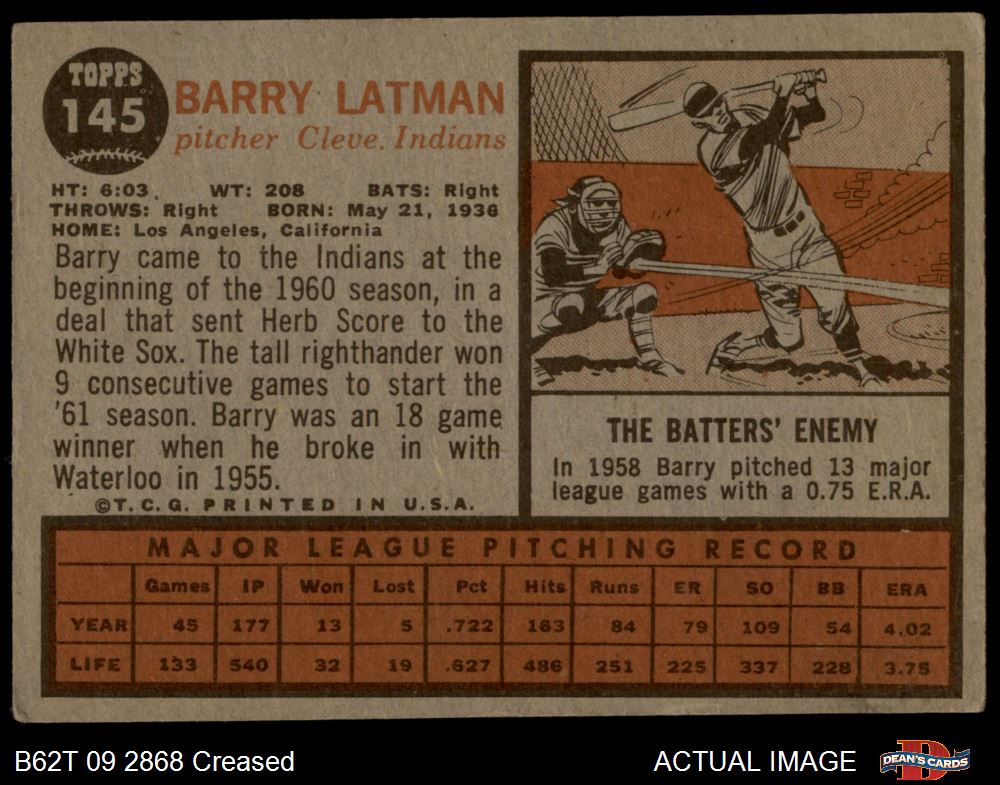 TOPPS
145
BARRY LATMAN
pitcher Cleve. Indians
HT: 6:03. WT: 208 BATS: Right
THROWS: Right BORN: May 21, 1936
HOME: Los Angeles, California
Barry came to the Indians at the
beginning of the 1960 season, in a
deal that sent Herb Score to the
White Sox. The tall righthander won
9 consecutive games to start the
'61 season. Barry was an 18 game
winner when he broke in with
Waterloo in 1955.
©T.C.G. PRINTED IN U.S.A.
THE BATTERS' ENEMY
In 1958 Barry pitched 13 major
league games with a 0.75 E.R.A.
MAJOR LEAGUE PITCHING RECORD
Games IP Won Lost Pct Hits Runs ER SO BB ERA
YEAR 45 177 13 5 .722 163 84 79 109 54 4.02
LIFE 133 540 32 19 .627 486 251 225 337 228 3.75
B62T 09 2868 Creased
ACTUAL IMAGE
DEAN'S CARDS